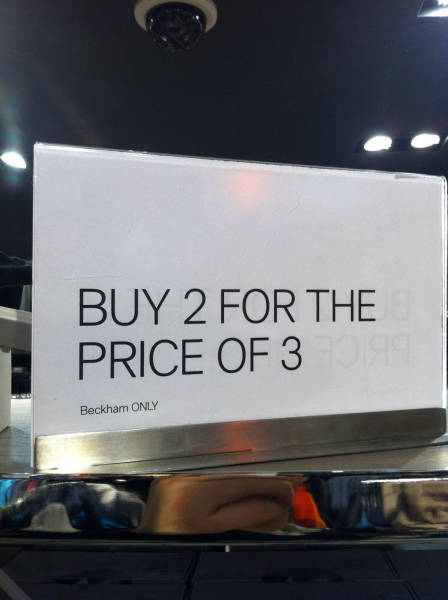 BUY 2 FOR THE
PRICE OF 3
Beckham ONLY